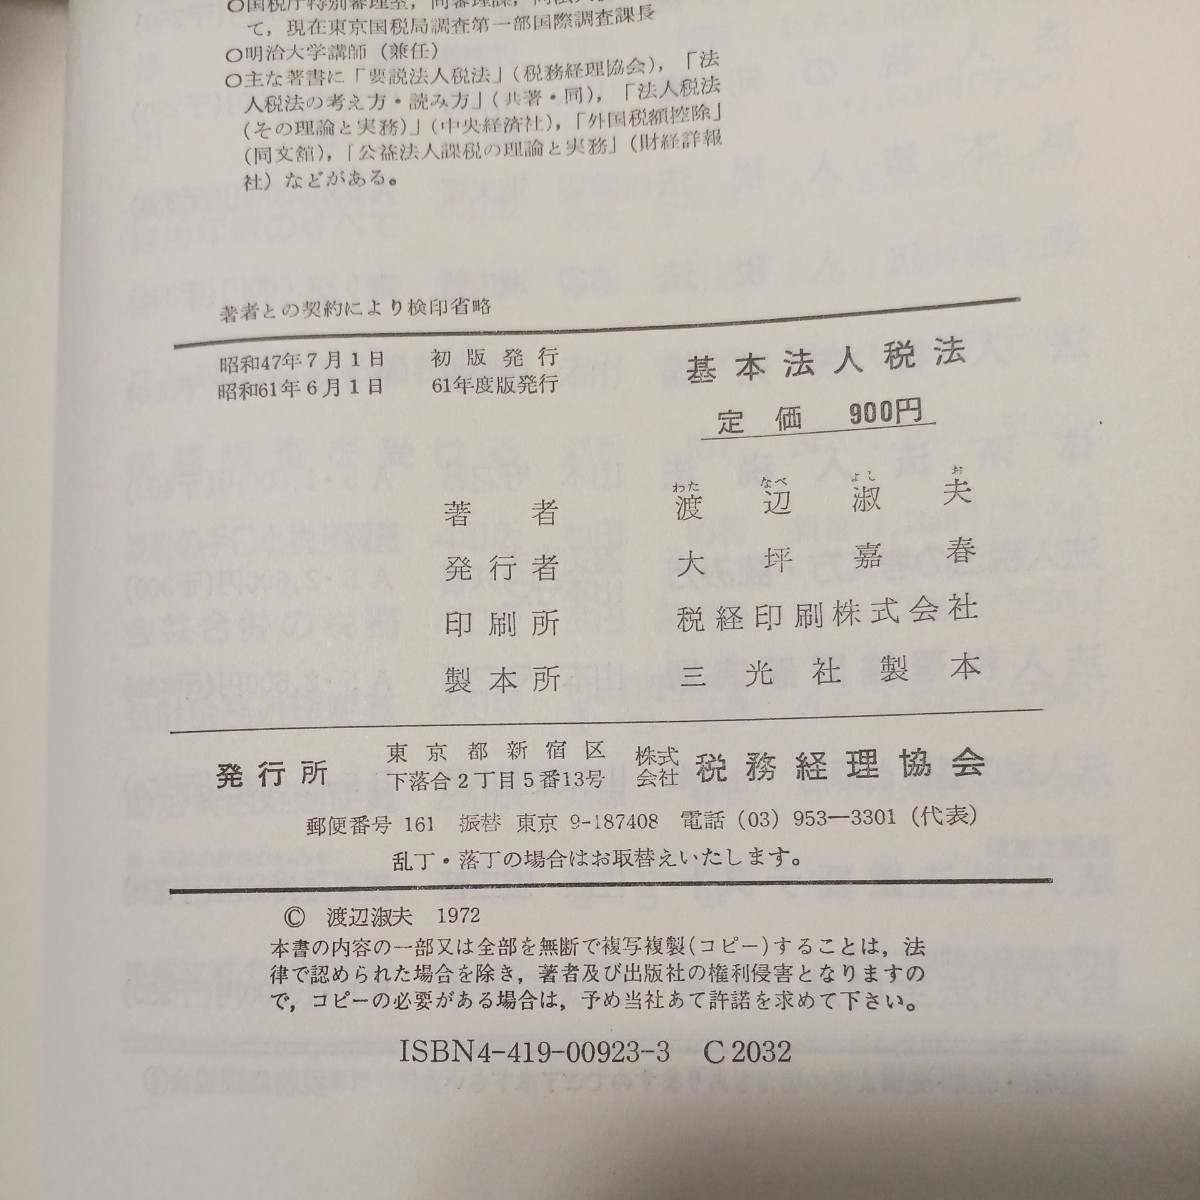 ○国税庁特別審理室,同審理課,同法人
て,現在東京国税局調査第一部国際調査課長
○明治大学講師(兼任)
○主な著書に「要説法人税法」(税務経理協会),「法
人税法の考え方・読み方」(共著・同),「法人税法
(その理論と実務)」(中央経済社),「外国税額控除」
(同文舘),「公益法人課税の理論と実務」(財経詳報
社)などがある。
著者との契約により検印省略
昭和47年7月1日 初版発行
昭和61年6月1日 61年度版発行
基本法人税法
定価 900円
わた なべ よし お
著者 渡辺淑夫
発行者 大坪嘉春
印刷所 税経印刷株式会社
製本所 三光社製本
発行所 東京都新宿区 下落合2丁目5番13号 株式会社 税務経理協会
郵便番号 161 振替 東京 9-187408 電話 (03) 953―3301 (代表)
乱丁・落丁の場合はお取替えいたします。
© 渡辺淑夫 1972
本書の内容の一部又は全部を無断で複写複製(コピー)することは,法
律で認められた場合を除き,著者及び出版社の権利侵害となりますの
で,コピーの必要がある場合は,予め当社あて許諾を求めて下さい。
ISBN4-419-00923-3 C2032